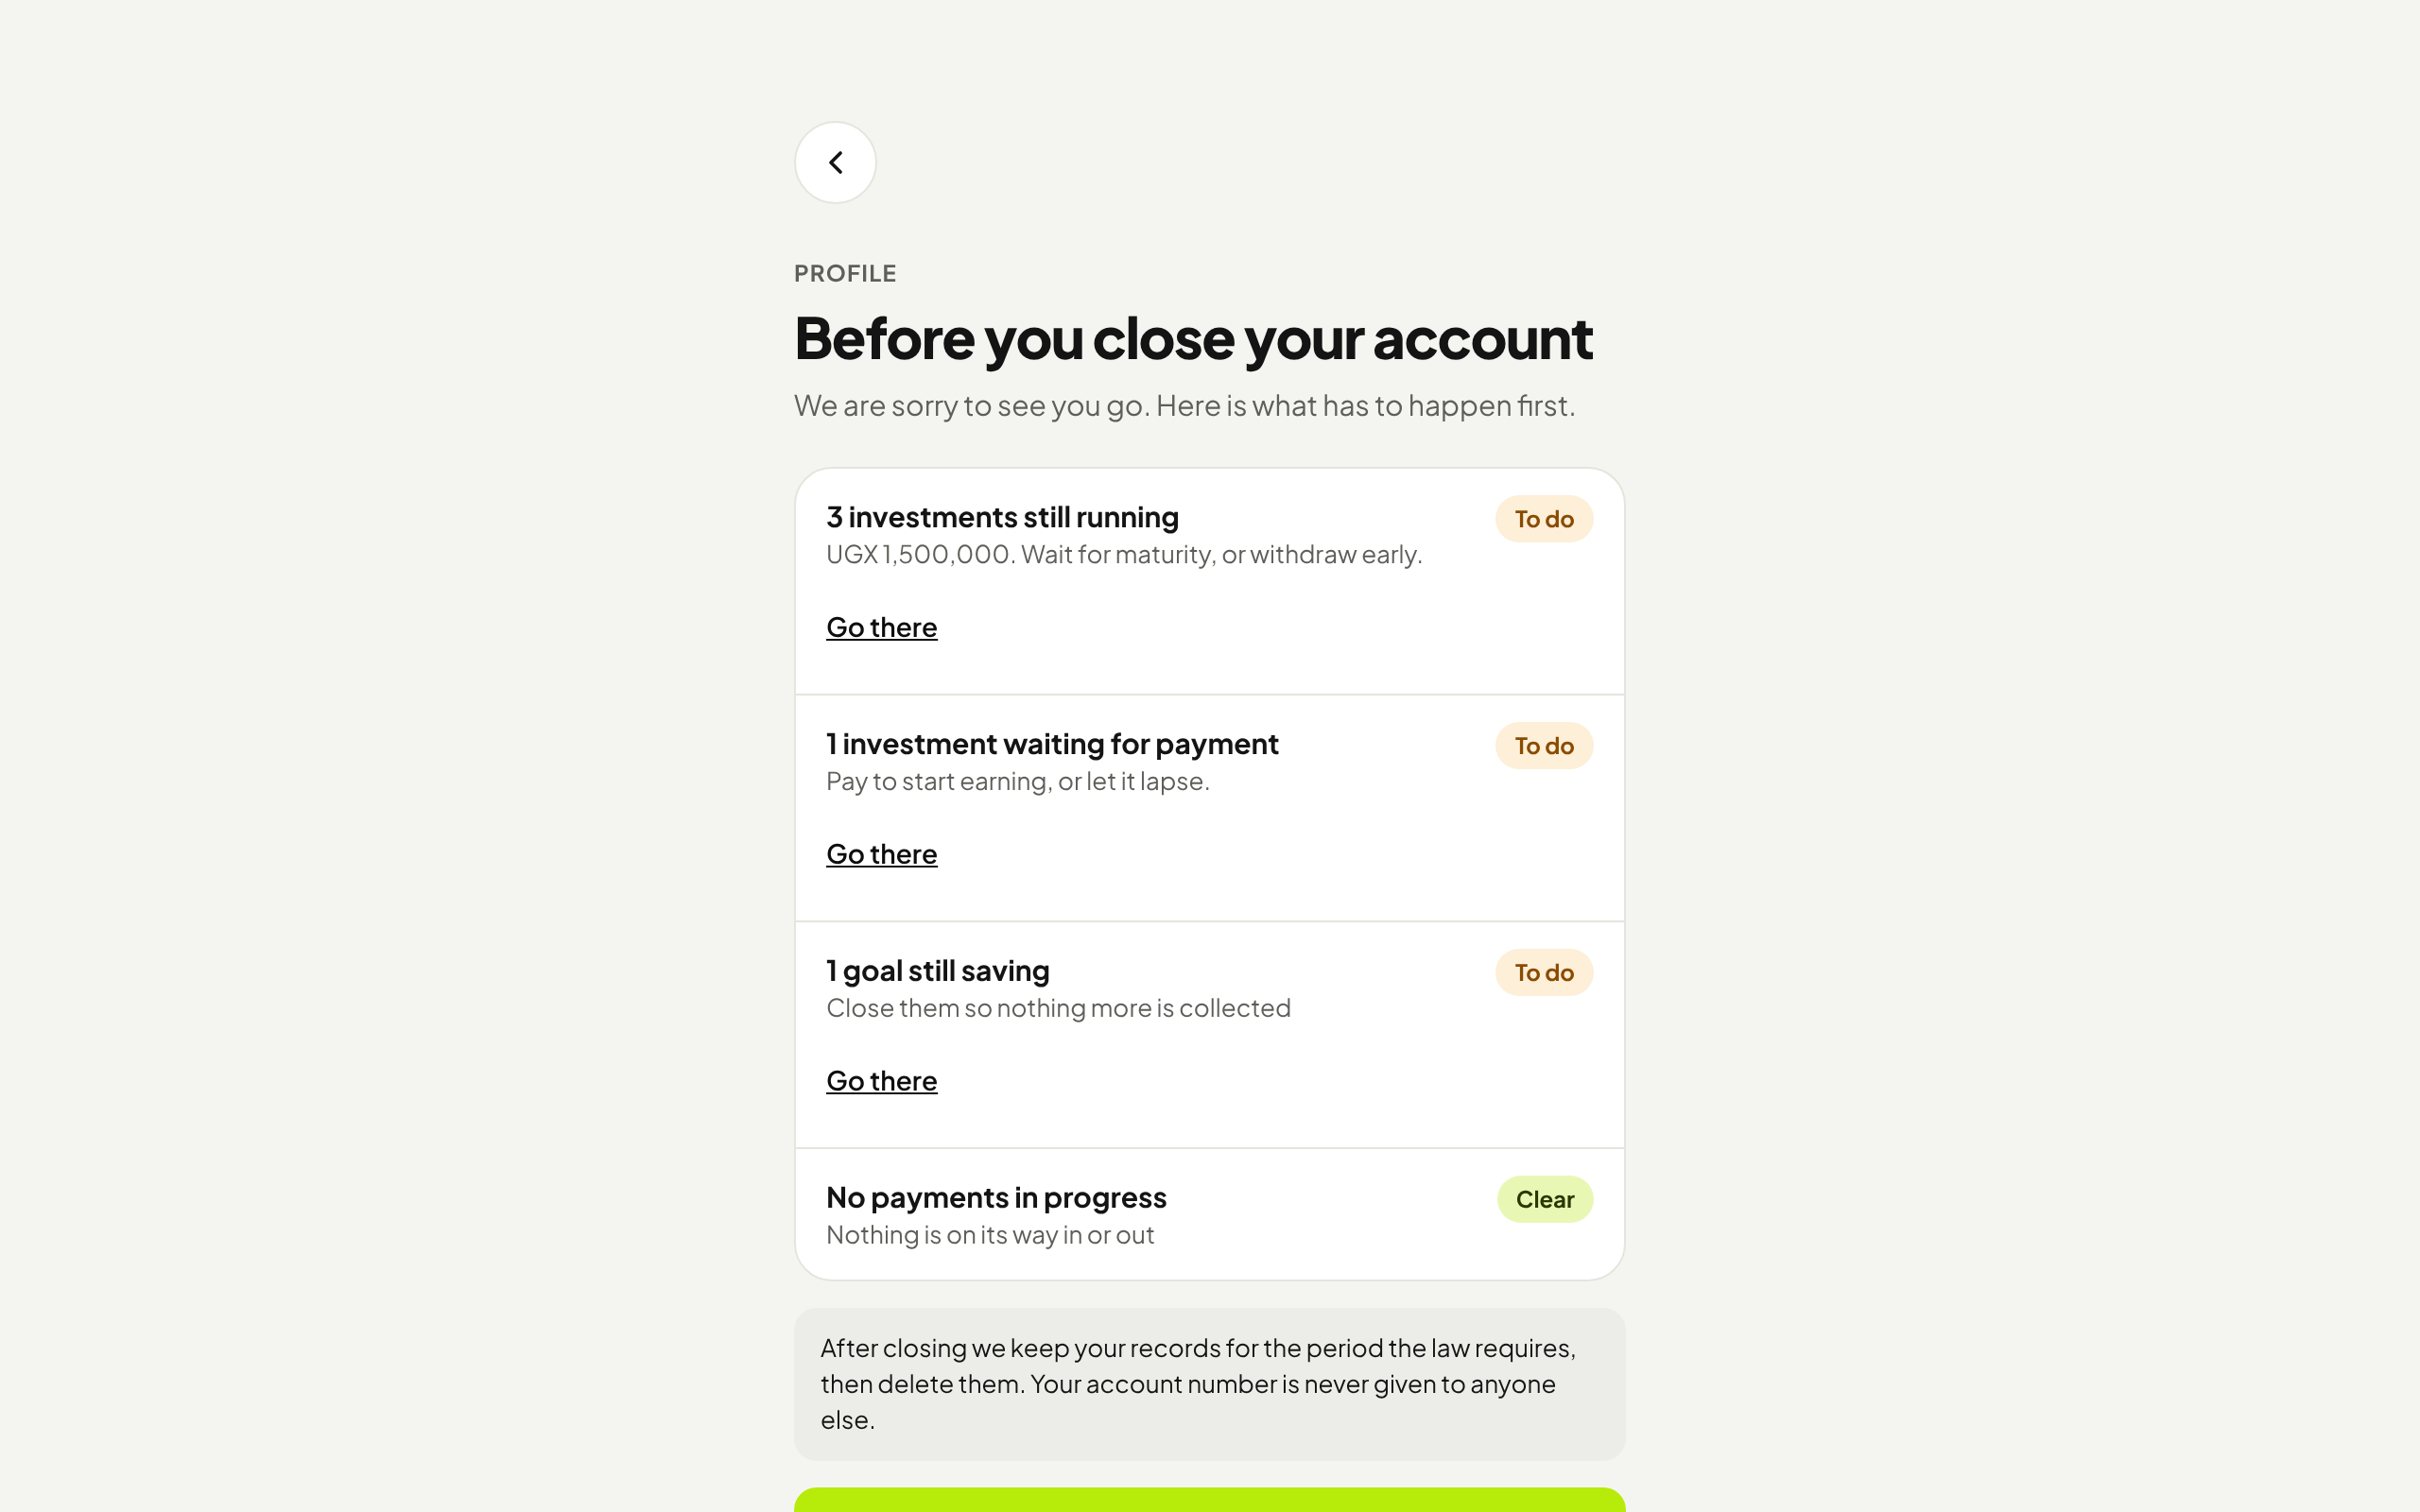 PROFILE
Before you close your account
We are sorry to see you go. Here is what has to happen first.
3 investments still running
To do
UGX 1,500,000. Wait for maturity, or withdraw early.
Go there
1 investment waiting for payment
To do
Pay to start earning, or let it lapse.
Go there
1 goal still saving
To do
Close them so nothing more is collected
Go there
No payments in progress
Clear
Nothing is on its way in or out
After closing we keep your records for the period the law requires,
then delete them. Your account number is never given to anyone
else.